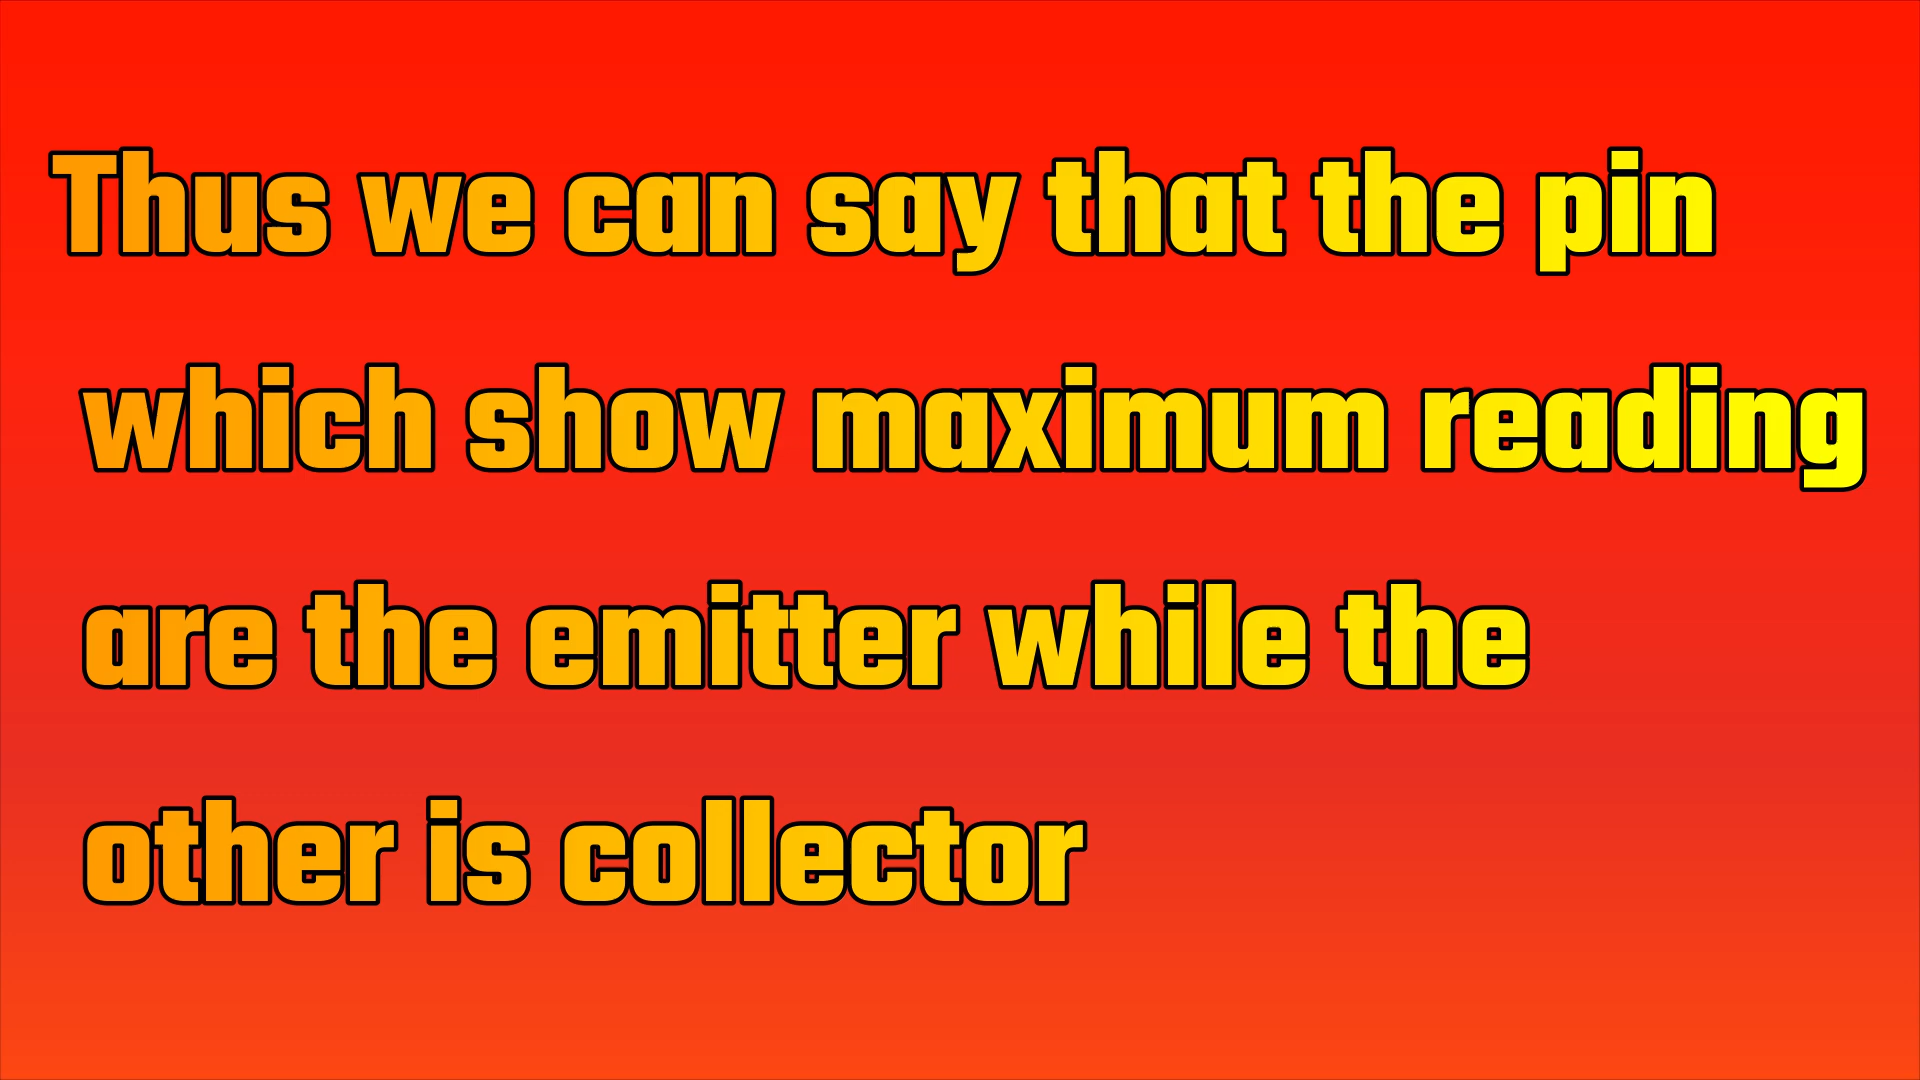 Thus we can say that the pin
which show maximum reading
are the emitter while the
other is collector